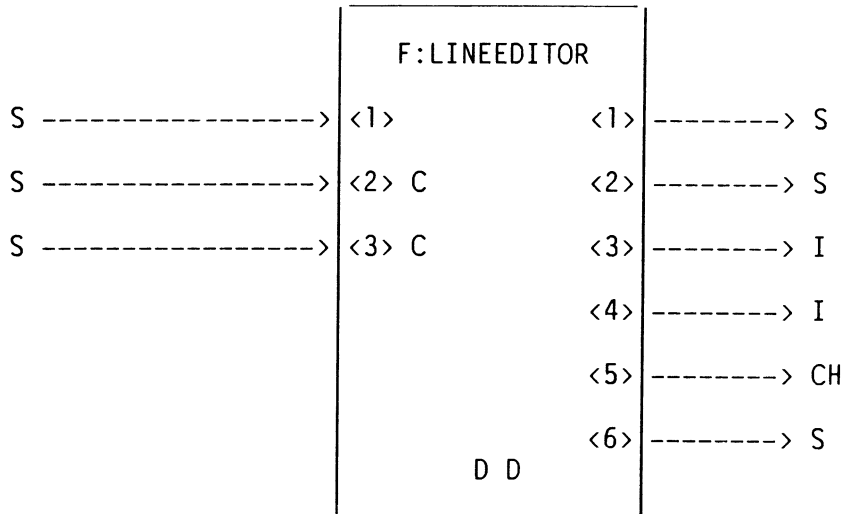 F:LINEEDITOR
S ----------------> <1> <1> --------> S
S ----------------> <2> C <2> --------> S
S ----------------> <3> C <3> --------> I
<4> --------> I
<5> --------> CH
<6> --------> S
D D